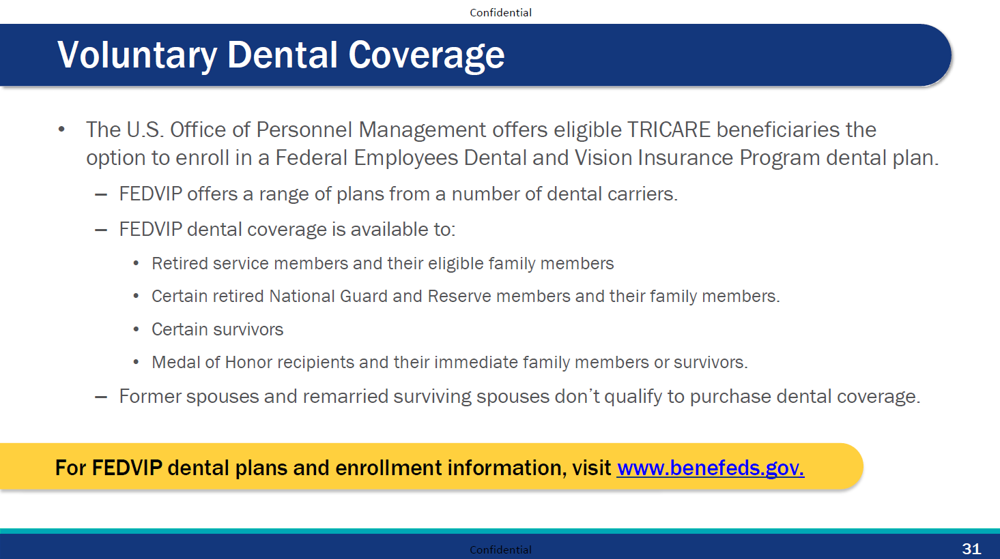 Confidential
Voluntary Dental Coverage
• The U.S. Office of Personnel Management offers eligible TRICARE beneficiaries the
option to enroll in a Federal Employees Dental and Vision Insurance Program dental plan.
– FEDVIP offers a range of plans from a number of dental carriers.
– FEDVIP dental coverage is available to:
• Retired service members and their eligible family members
• Certain retired National Guard and Reserve members and their family members.
• Certain survivors
• Medal of Honor recipients and their immediate family members or survivors.
– Former spouses and remarried surviving spouses don’t qualify to purchase dental coverage.
For FEDVIP dental plans and enrollment information, visit www.benefeds.gov.
Confidential
31